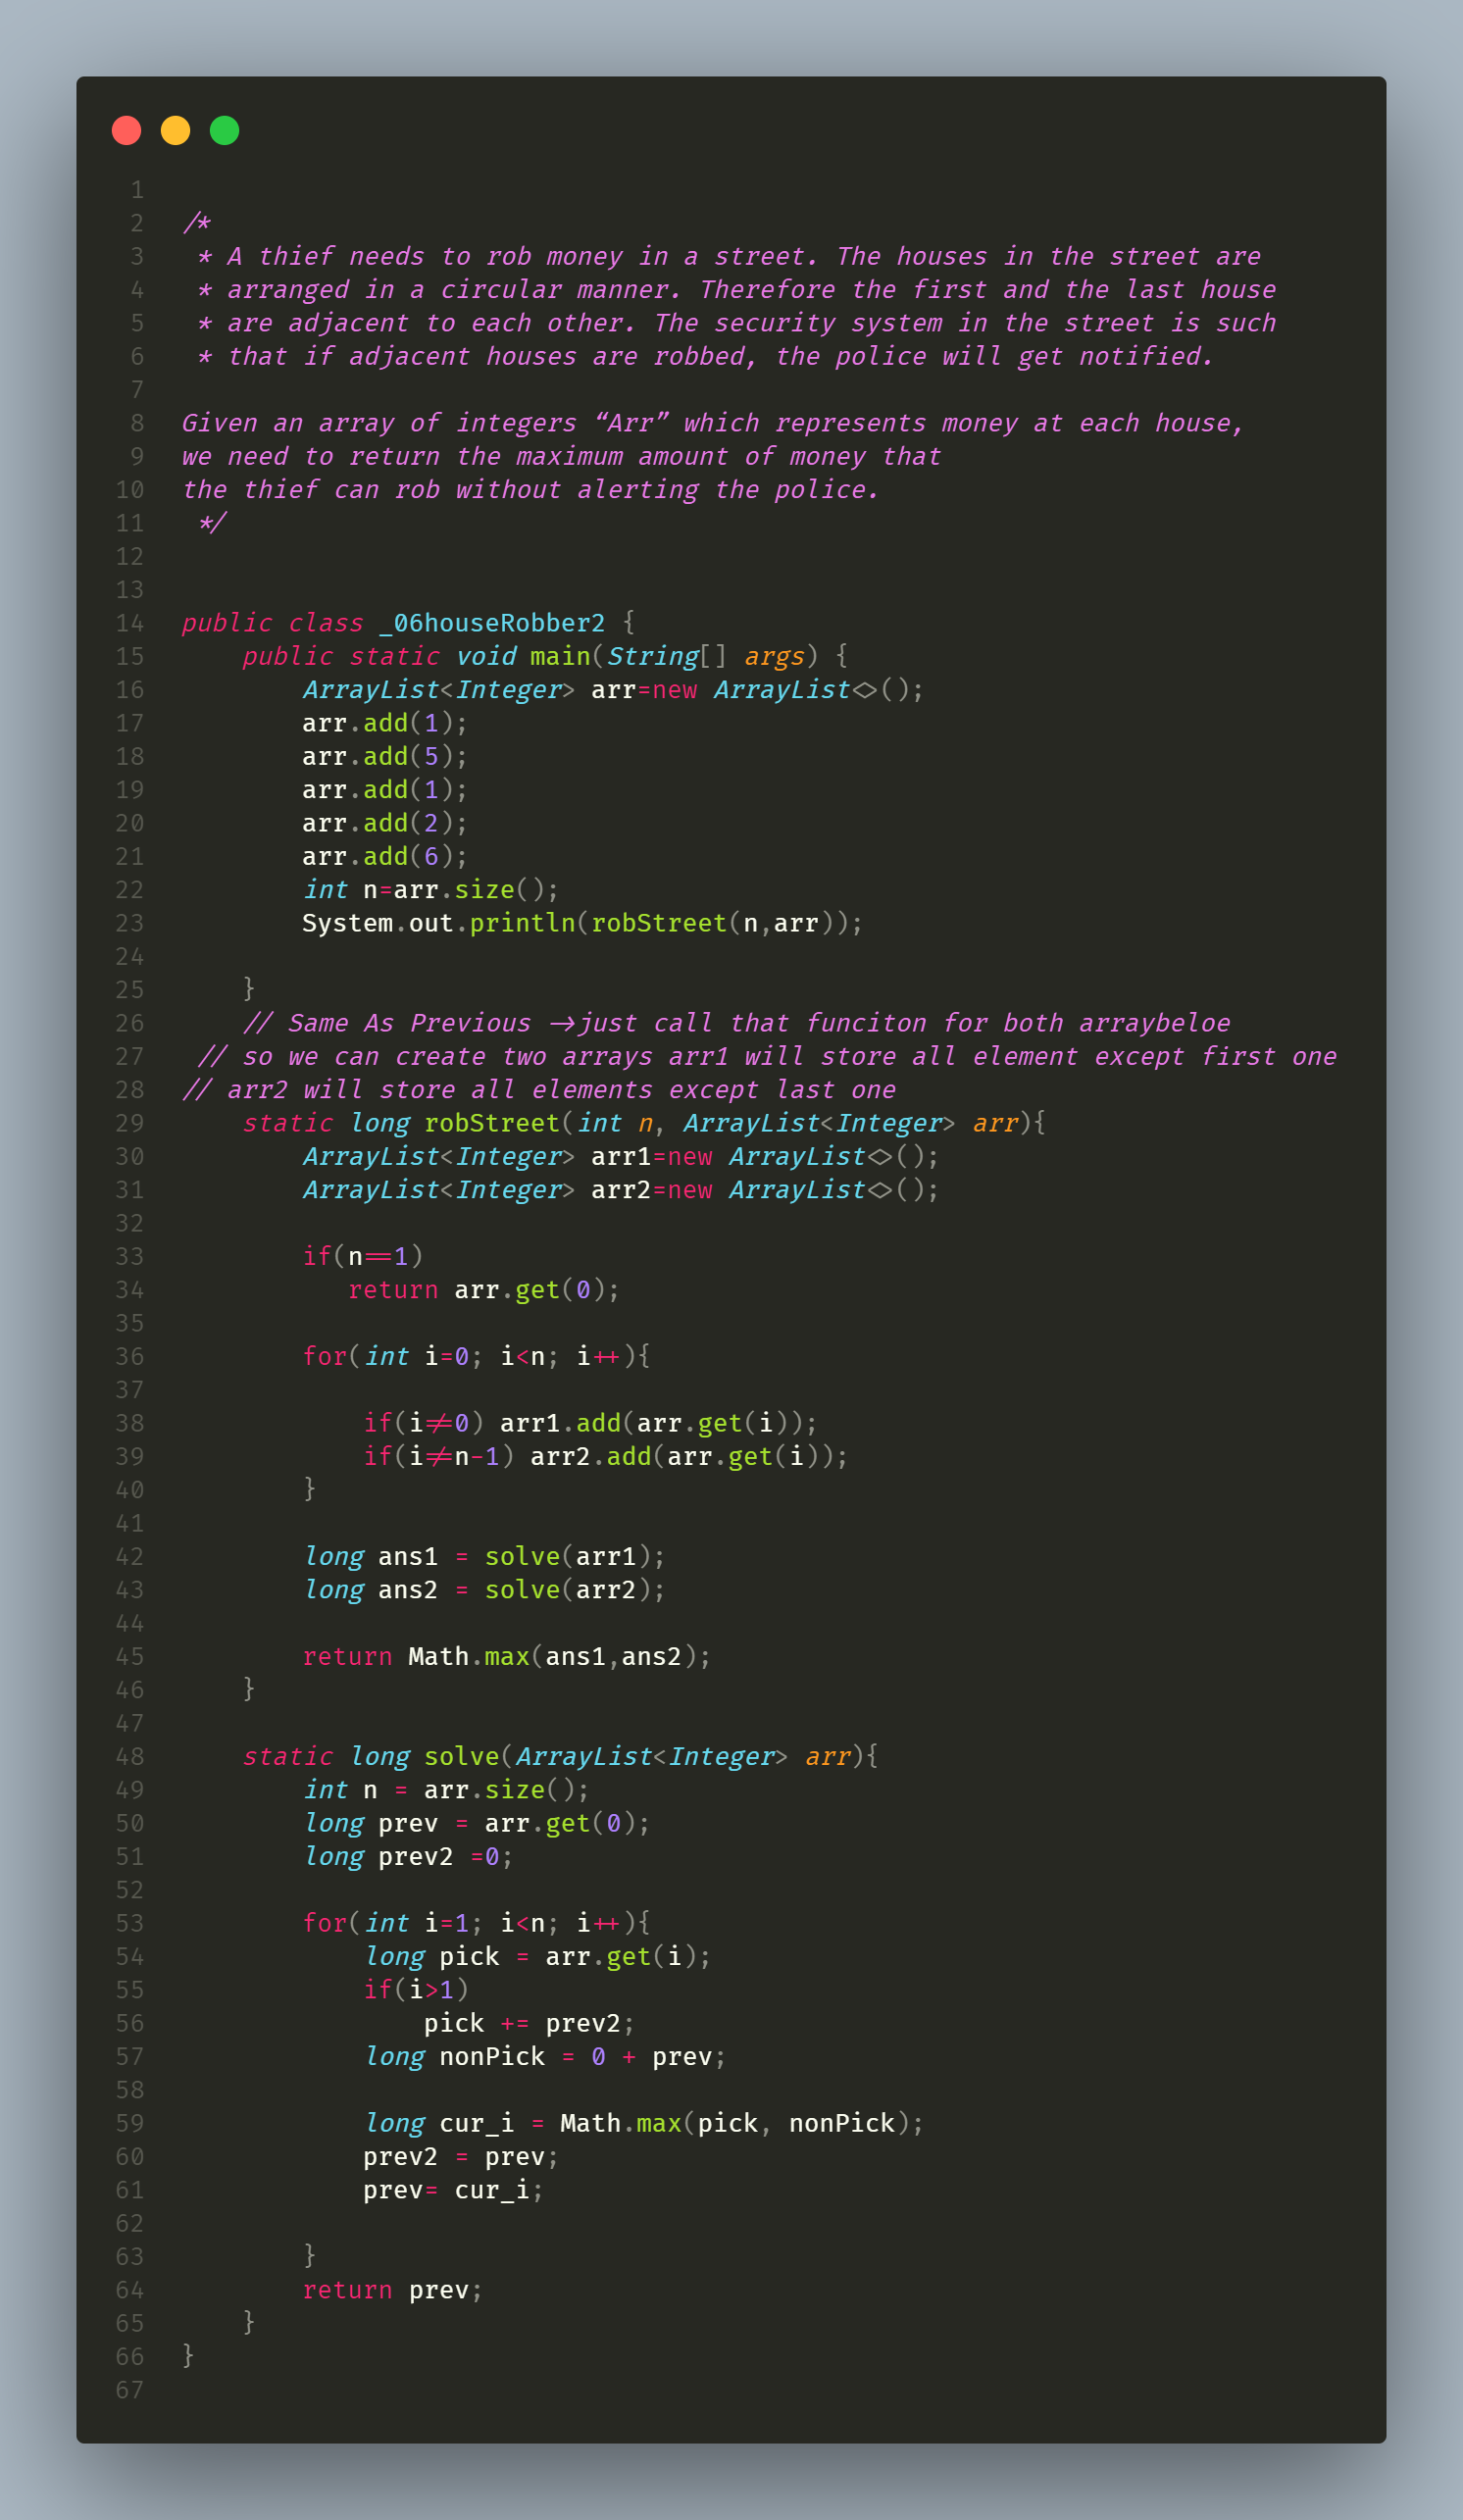 1
2 /*
3  * A thief needs to rob money in a street. The houses in the street are
4  * arranged in a circular manner. Therefore the first and the last house
5  * are adjacent to each other. The security system in the street is such
6  * that if adjacent houses are robbed, the police will get notified.
7
8 Given an array of integers “Arr” which represents money at each house,
9 we need to return the maximum amount of money that
10 the thief can rob without alerting the police.
11  */
12
13
14 public class _06houseRobber2 {
15     public static void main(String[] args) {
16         ArrayList<Integer> arr=new ArrayList<>();
17         arr.add(1);
18         arr.add(5);
19         arr.add(1);
20         arr.add(2);
21         arr.add(6);
22         int n=arr.size();
23         System.out.println(robStreet(n,arr));
24
25     }
26     // Same As Previous ->just call that funciton for both arraybeloe
27  // so we can create two arrays arr1 will store all element except first one
28 // arr2 will store all elements except last one
29     static long robStreet(int n, ArrayList<Integer> arr){
30         ArrayList<Integer> arr1=new ArrayList<>();
31         ArrayList<Integer> arr2=new ArrayList<>();
32
33         if(n==1)
34            return arr.get(0);
35
36         for(int i=0; i<n; i++){
37
38             if(i!=0) arr1.add(arr.get(i));
39             if(i!=n-1) arr2.add(arr.get(i));
40         }
41
42         long ans1 = solve(arr1);
43         long ans2 = solve(arr2);
44
45         return Math.max(ans1,ans2);
46     }
47
48     static long solve(ArrayList<Integer> arr){
49         int n = arr.size();
50         long prev = arr.get(0);
51         long prev2 =0;
52
53         for(int i=1; i<n; i++){
54             long pick = arr.get(i);
55             if(i>1)
56                 pick += prev2;
57             long nonPick = 0 + prev;
58
59             long cur_i = Math.max(pick, nonPick);
60             prev2 = prev;
61             prev= cur_i;
62
63         }
64         return prev;
65     }
66 }
67